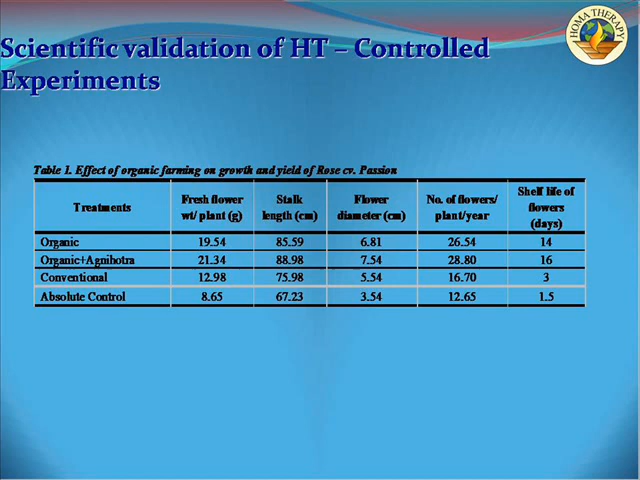 HOMA THERAPY
Scientific validation of HT – Controlled
Experiments
Table 1. Effect of organic farming on growth and yield of Rose cv. Passion
Treatments Fresh flower wt/ plant (g) Stalk length (cm) Flower diameter (cm) No. of flowers/ plant/year Shelf life of flowers (days)
Organic 19.54 85.59 6.81 26.54 14
Organic+Agnihotra 21.34 88.98 7.54 28.80 16
Conventional 12.98 75.98 5.54 16.70 3
Absolute Control 8.65 67.23 3.54 12.65 1.5